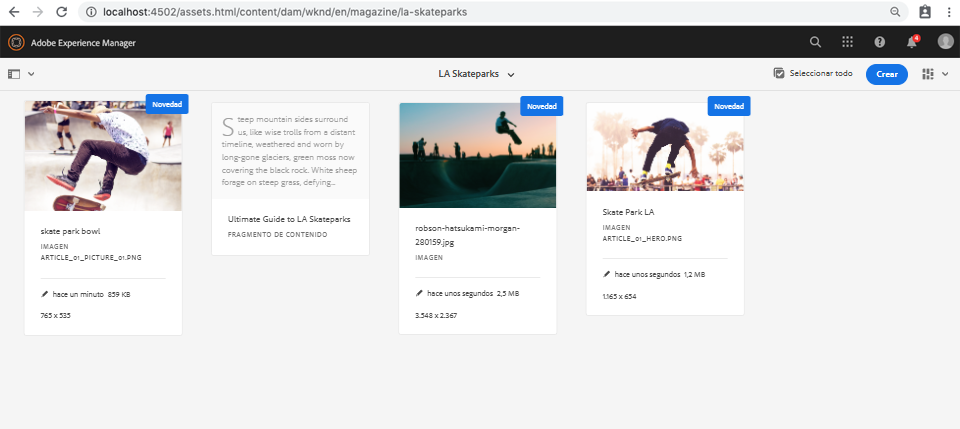 localhost:4502/assets.html/content/dam/wknd/en/magazine/la-skateparks
Adobe Experience Manager
4
LA Skateparks
Seleccionar todo
Crear
Novedad
skate park bowl
IMAGEN
ARTICLE_01_PICTURE_01.PNG
hace un minuto 859 KB
765 x 535
Steep mountain sides surround
us, like wise trolls from a distant
timeline, weathered and worn by
long-gone glaciers, green moss now
covering the black rock. White sheep
forage on steep grass, defying...
Ultimate Guide to LA Skateparks
FRAGMENTO DE CONTENIDO
Novedad
robson-hatsukami-morgan-
280159.jpg
IMAGEN
hace unos segundos 2,5 MB
3.548 x 2.367
Novedad
Skate Park LA
IMAGEN
ARTICLE_01_HERO.PNG
hace unos segundos 1,2 MB
1.165 x 654